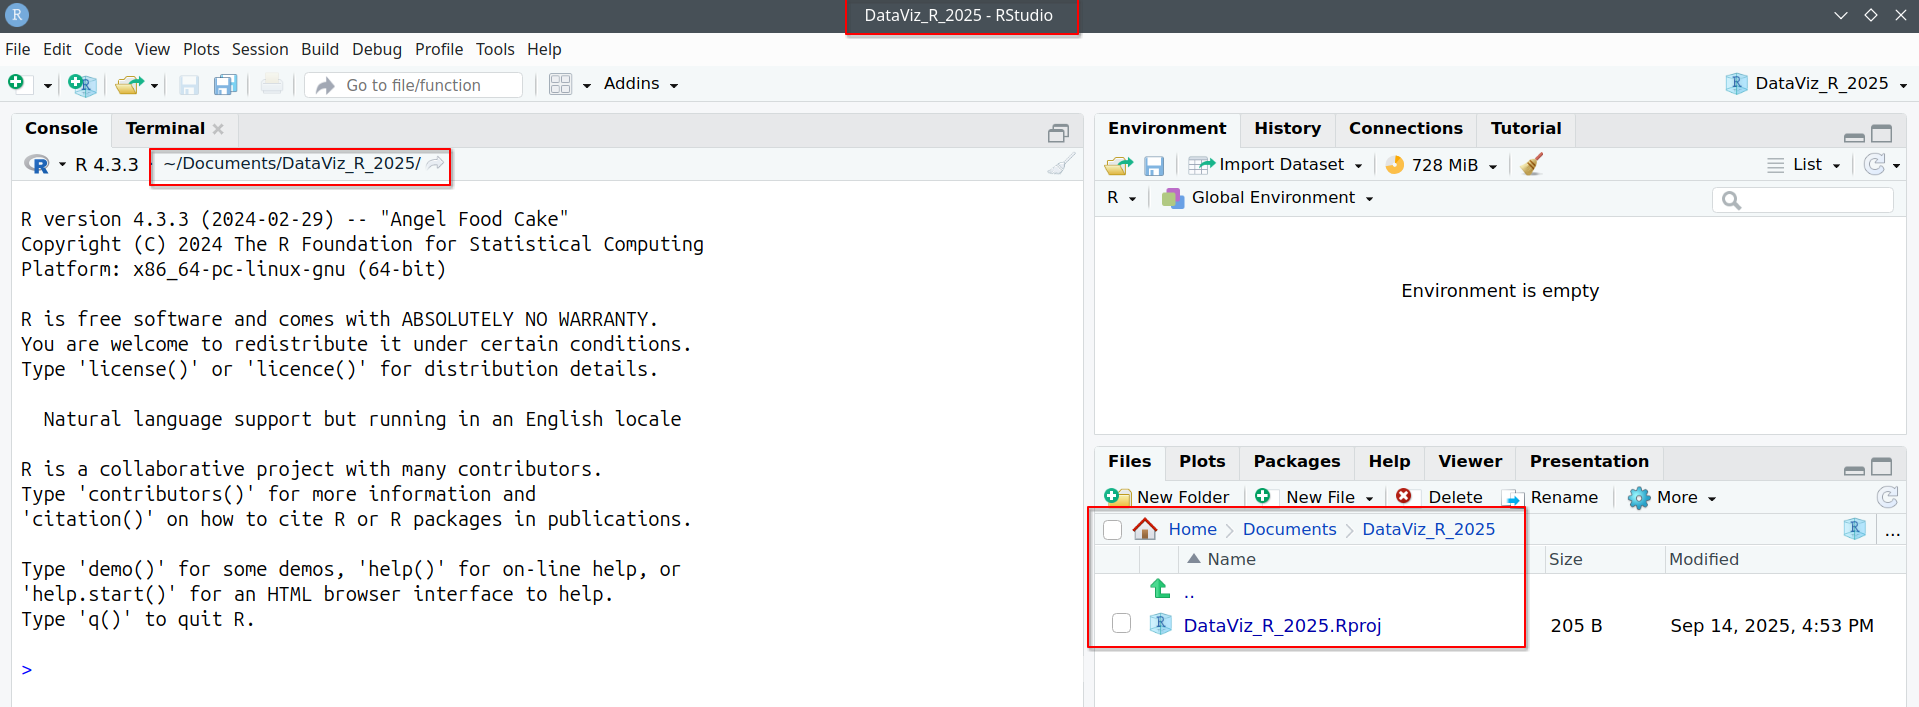 DataViz_R_2025 - RStudio
File Edit Code View Plots Session Build Debug Profile Tools Help
Go to file/function Addins DataViz_R_2025
Console Terminal
R 4.3.3 · ~/Documents/DataViz_R_2025/
R version 4.3.3 (2024-02-29) -- "Angel Food Cake"
Copyright (C) 2024 The R Foundation for Statistical Computing
Platform: x86_64-pc-linux-gnu (64-bit)
R is free software and comes with ABSOLUTELY NO WARRANTY.
You are welcome to redistribute it under certain conditions.
Type 'license()' or 'licence()' for distribution details.
Natural language support but running in an English locale
R is a collaborative project with many contributors.
Type 'contributors()' for more information and
'citation()' on how to cite R or R packages in publications.
Type 'demo()' for some demos, 'help()' for on-line help, or
'help.start()' for an HTML browser interface to help.
Type 'q()' to quit R.
>
Environment History Connections Tutorial
Import Dataset 728 MiB List
R Global Environment
Environment is empty
Files Plots Packages Help Viewer Presentation
New Folder New File Delete Rename More
Home Documents DataViz_R_2025 ...
Name Size Modified
..
DataViz_R_2025.Rproj 205 B Sep 14, 2025, 4:53 PM